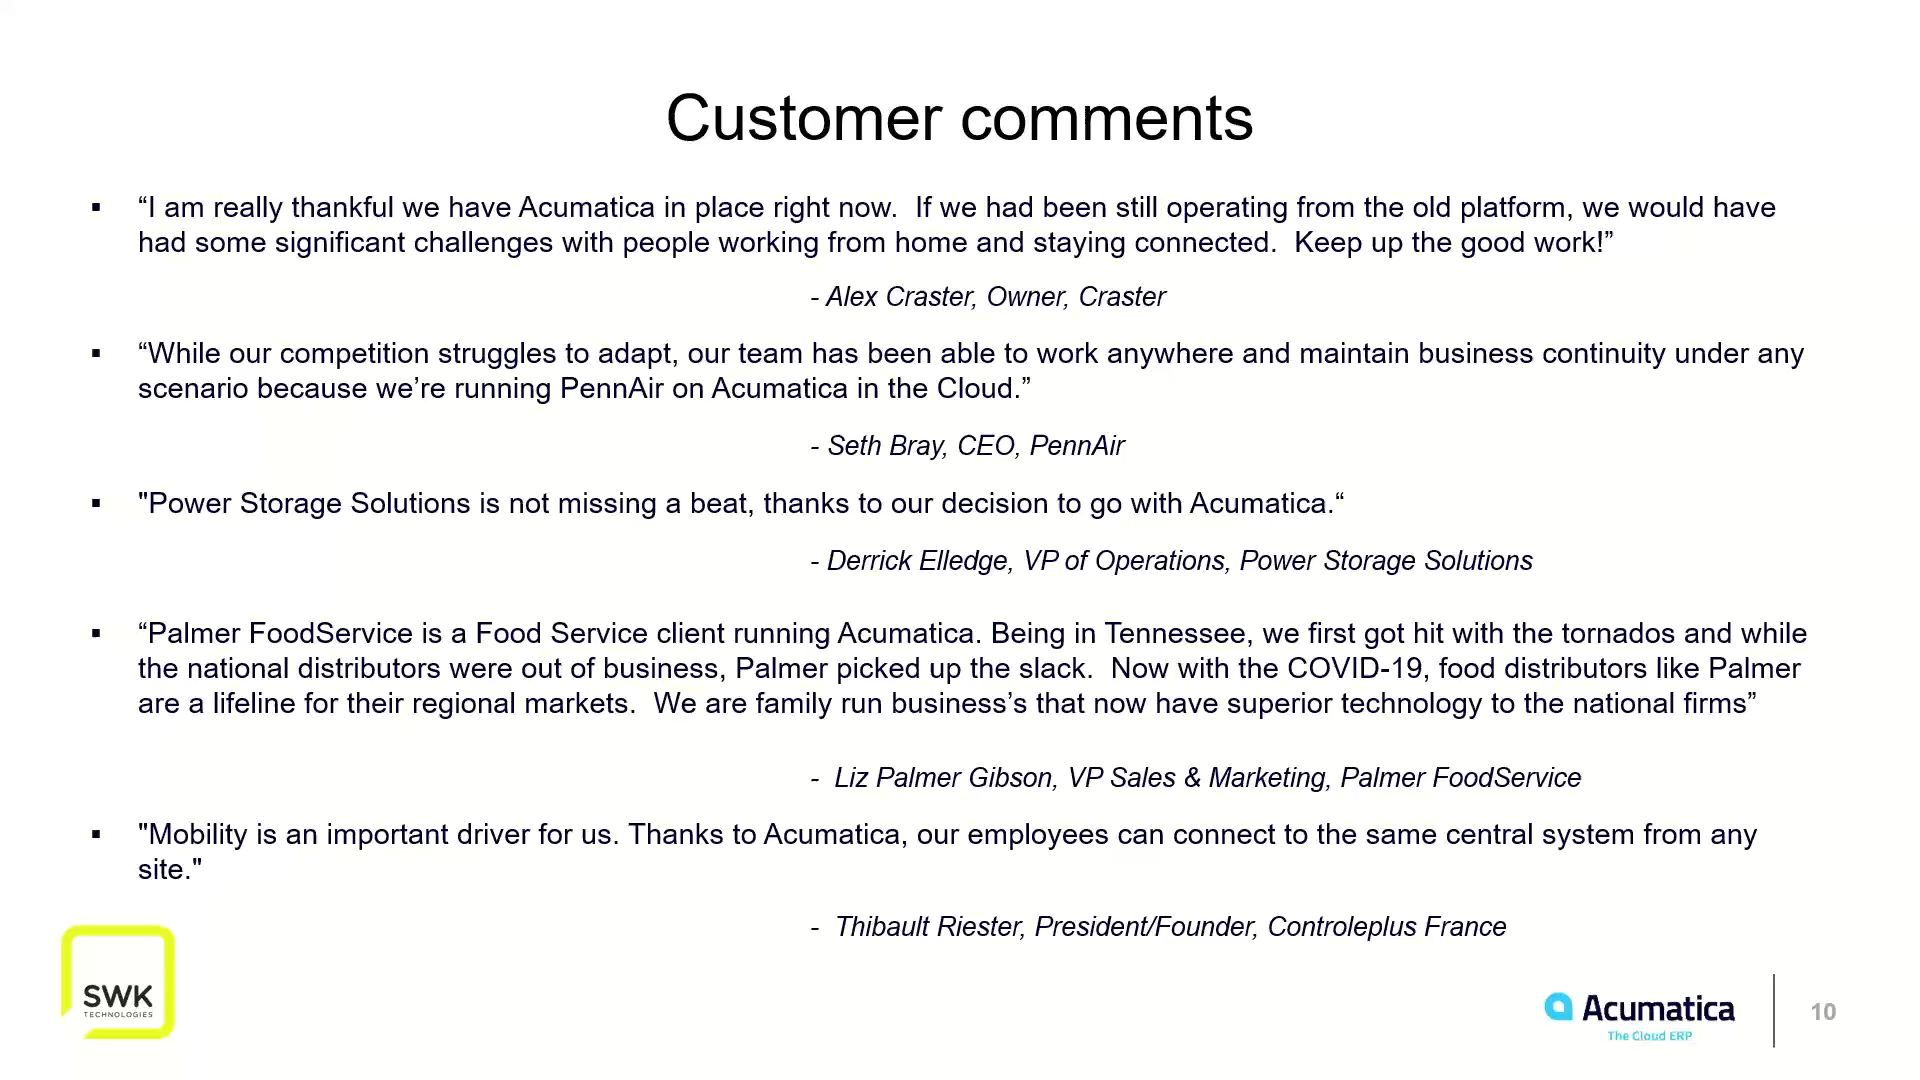 Customer comments
▪ “I am really thankful we have Acumatica in place right now.  If we had been still operating from the old platform, we would have
had some significant challenges with people working from home and staying connected.  Keep up the good work!”
- Alex Craster, Owner, Craster
▪ “While our competition struggles to adapt, our team has been able to work anywhere and maintain business continuity under any
scenario because we’re running PennAir on Acumatica in the Cloud.”
- Seth Bray, CEO, PennAir
▪ "Power Storage Solutions is not missing a beat, thanks to our decision to go with Acumatica.“
- Derrick Elledge, VP of Operations, Power Storage Solutions
▪ “Palmer FoodService is a Food Service client running Acumatica. Being in Tennessee, we first got hit with the tornados and while
the national distributors were out of business, Palmer picked up the slack.  Now with the COVID-19, food distributors like Palmer
are a lifeline for their regional markets.  We are family run business’s that now have superior technology to the national firms”
- Liz Palmer Gibson, VP Sales & Marketing, Palmer FoodService
▪ "Mobility is an important driver for us. Thanks to Acumatica, our employees can connect to the same central system from any
site."
- Thibault Riester, President/Founder, Controleplus France
SWK
TECHNOLOGIES
Acumatica
The Cloud ERP
10